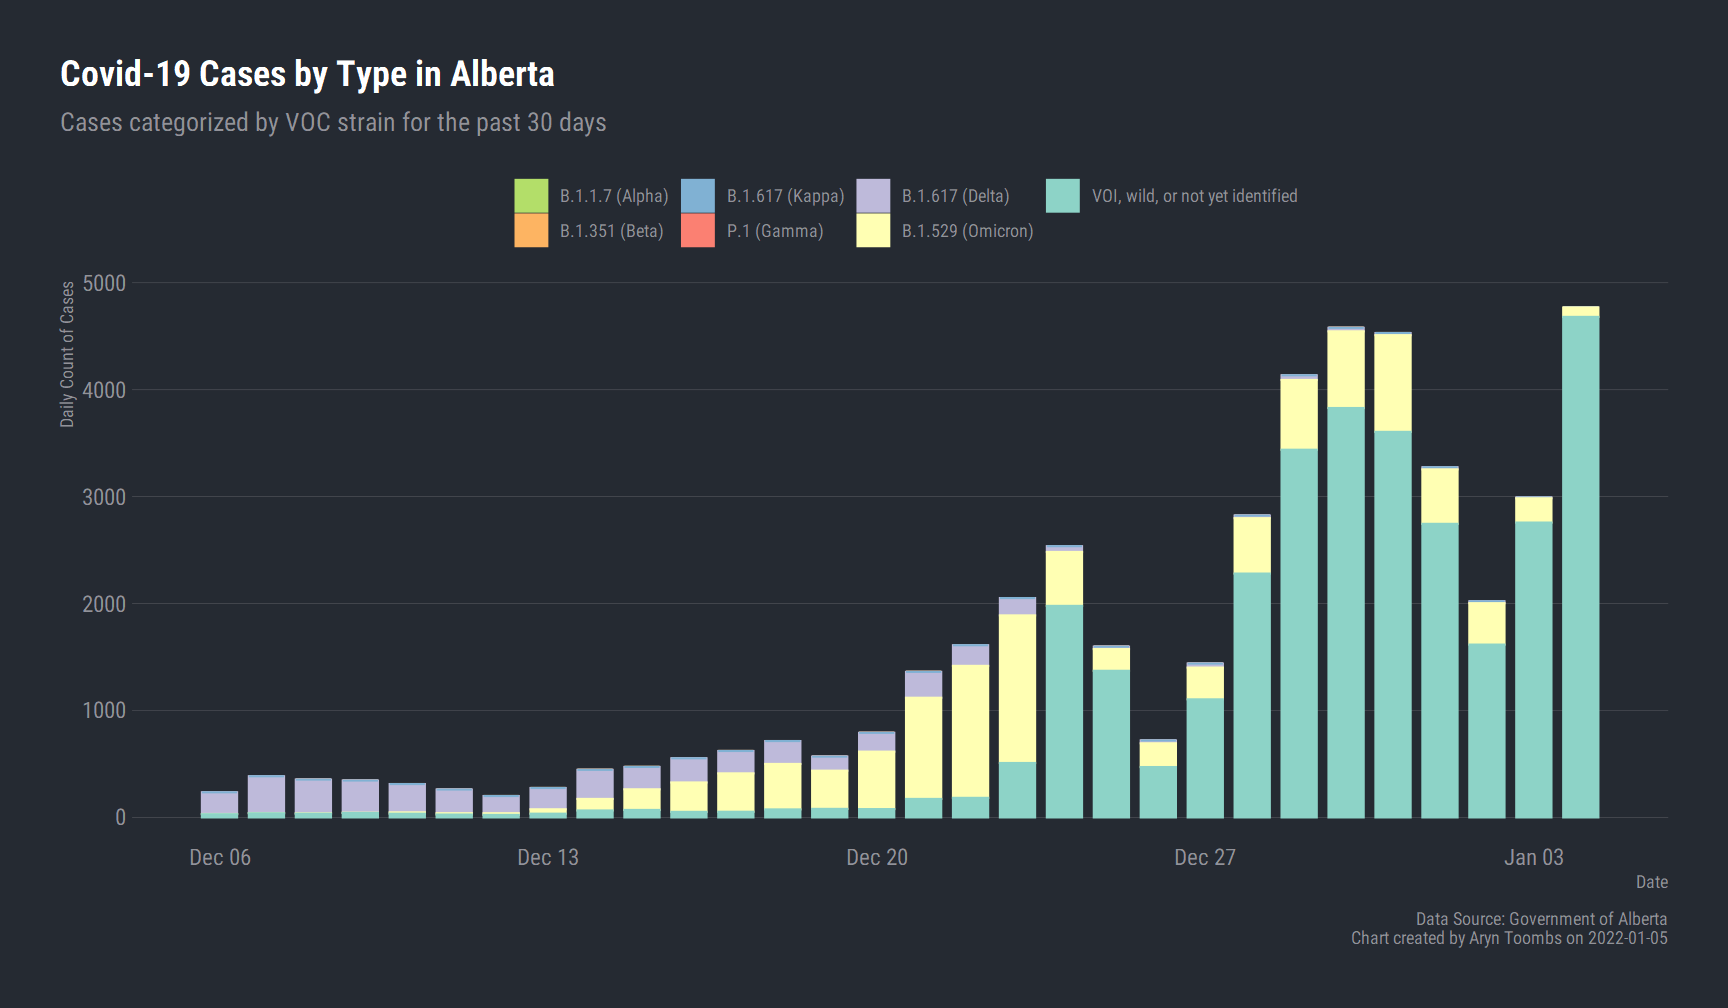 Covid-19 Cases by Type in Alberta
Cases categorized by VOC strain for the past 30 days
B.1.1.7 (Alpha) B.1.617 (Kappa) B.1.617 (Delta) VOI, wild, or not yet identified
B.1.351 (Beta) P.1 (Gamma) B.1.529 (Omicron)
Daily Count of Cases
5000
4000
3000
2000
1000
0
Dec 06 Dec 13 Dec 20 Dec 27 Jan 03
Date
Data Source: Government of Alberta
Chart created by Aryn Toombs on 2022-01-05